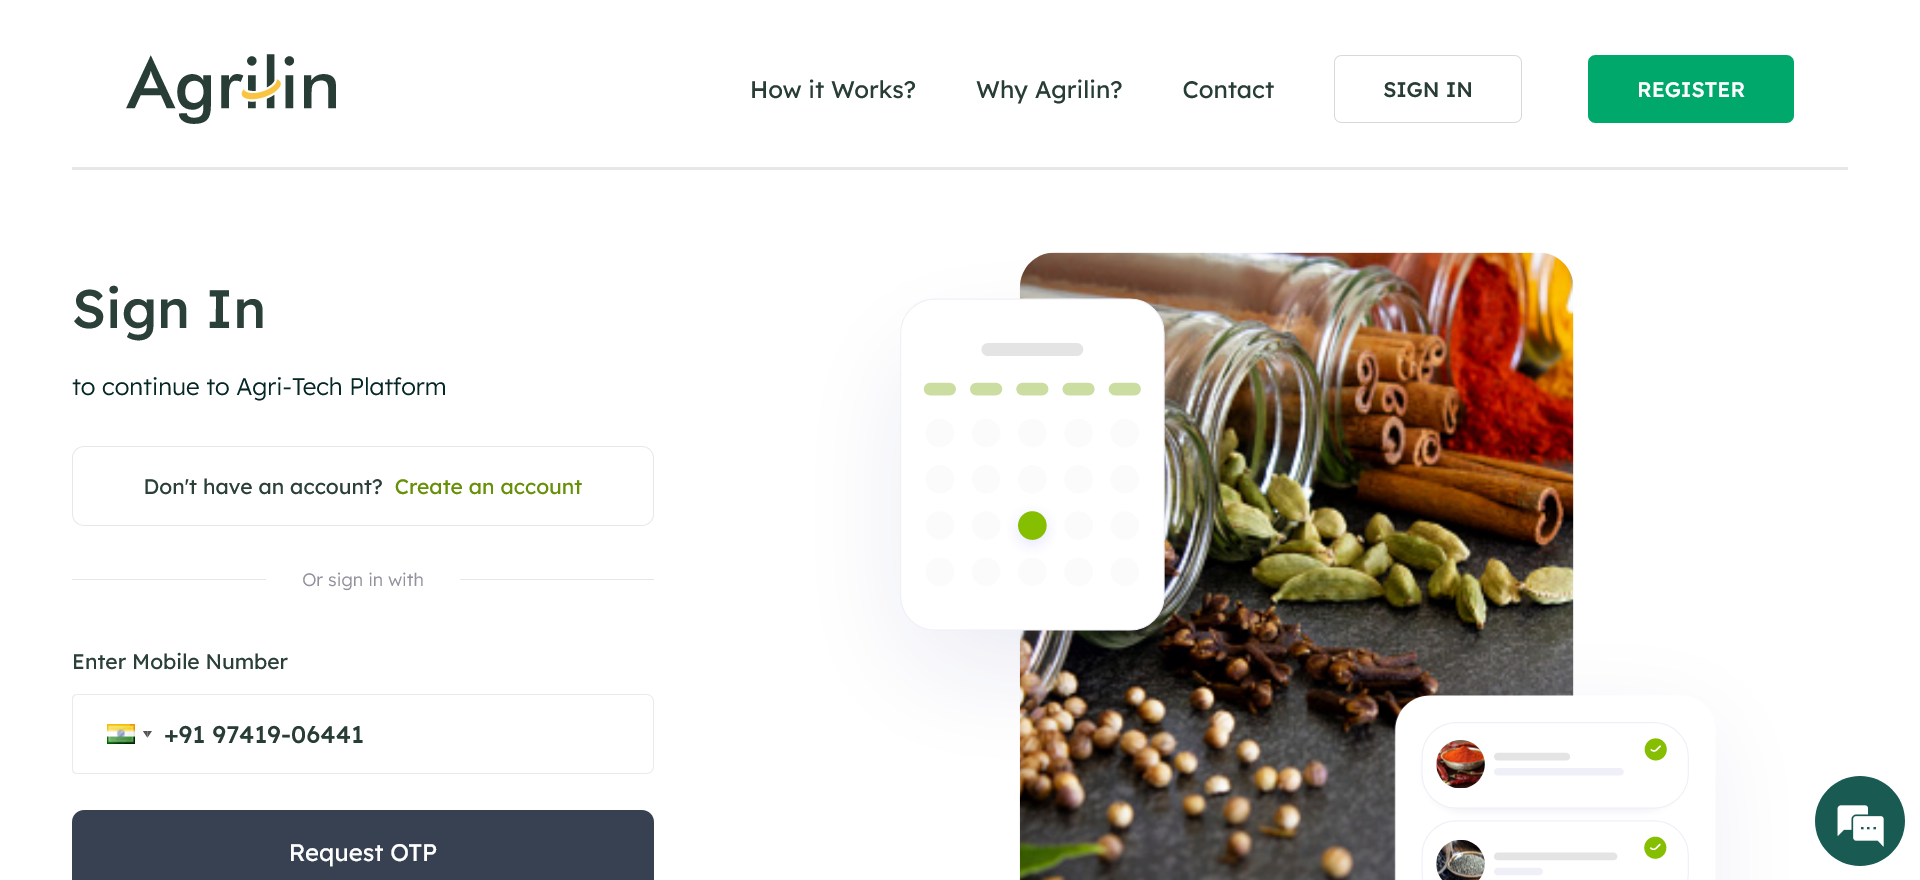 Agrilin
How it Works?
Why Agrilin?
Contact
SIGN IN
REGISTER
Sign In
to continue to Agri-Tech Platform
Don't have an account? Create an account
Or sign in with
Enter Mobile Number
+91 97419-06441
Request OTP